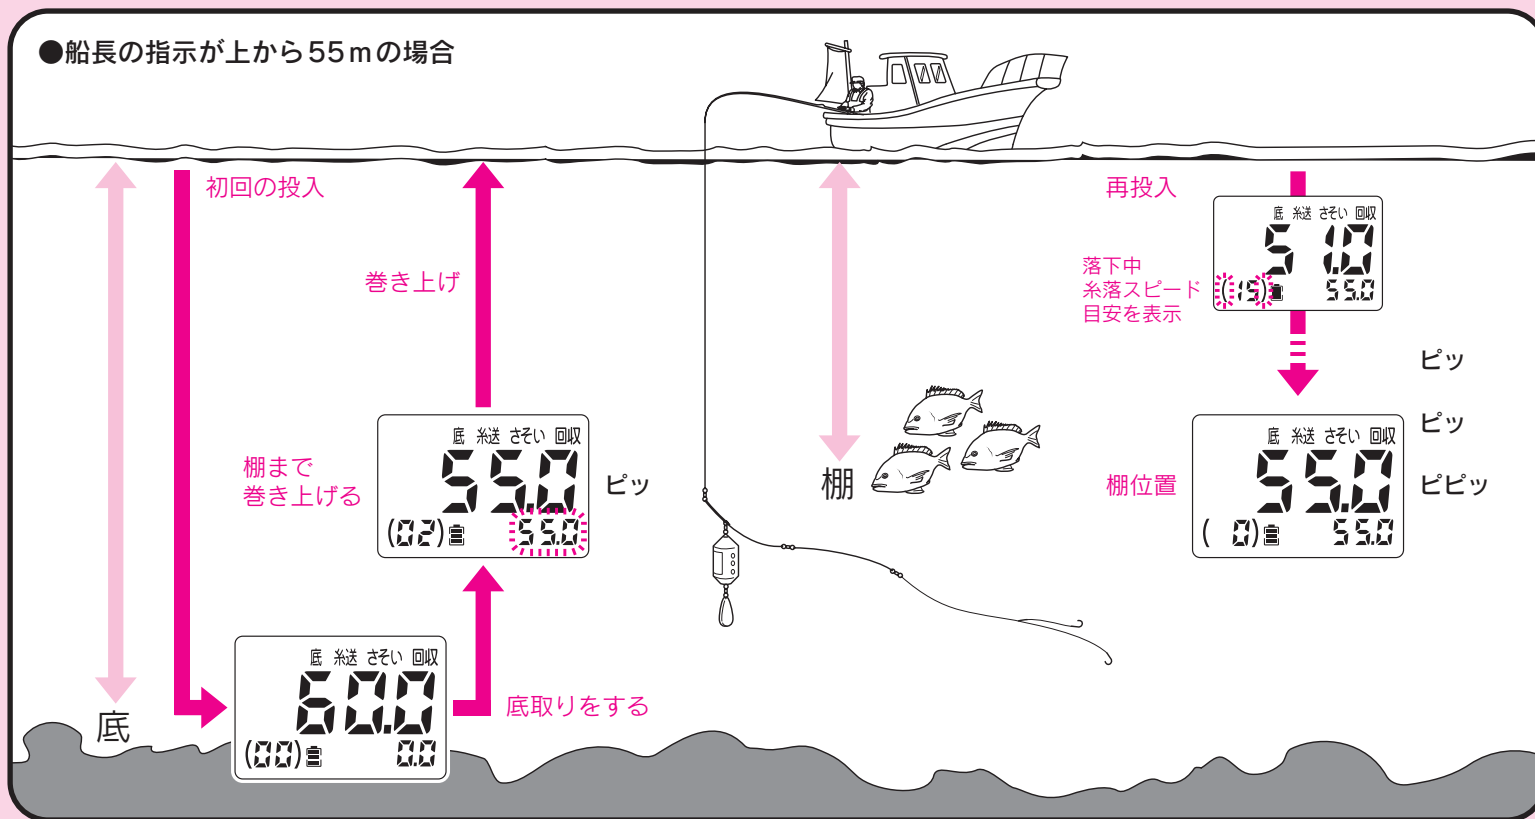 ●船長の指示が上から55mの場合
初回の投入
巻き上げ
棚まで
巻き上げる
底 糸送 さそい 回収
55.0
(02) 55.0
ピッ
底 糸送 さそい 回収
60.0
(00) 0.0
底取りをする
底
棚
再投入
底 糸送 さそい 回収
51.0
(15) 55.0
落下中
糸落スピード
目安を表示
ピッ
ピッ
棚位置
底 糸送 さそい 回収
55.0
( 0) 55.0
ピピッ